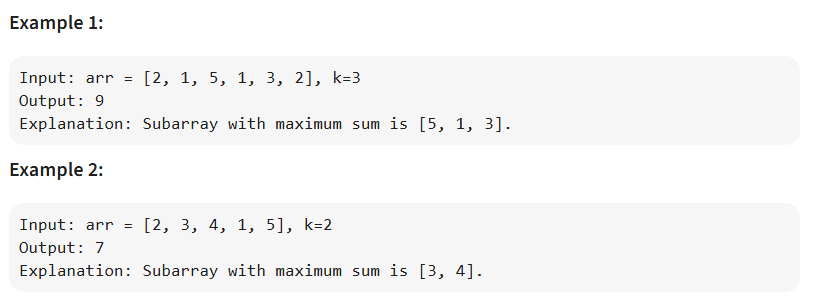 Example 1:
Input: arr = [2, 1, 5, 1, 3, 2], k=3
Output: 9
Explanation: Subarray with maximum sum is [5, 1, 3].
Example 2:
Input: arr = [2, 3, 4, 1, 5], k=2
Output: 7
Explanation: Subarray with maximum sum is [3, 4].